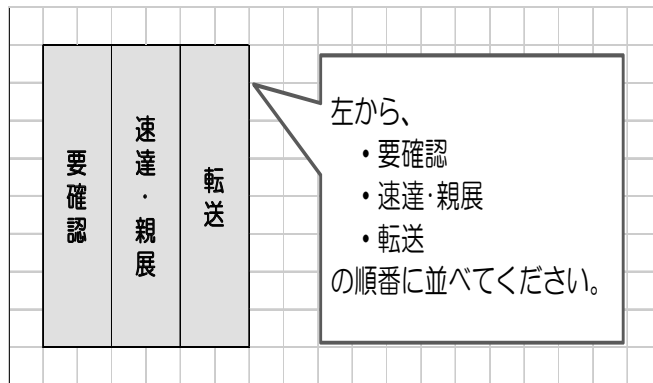 要確認
速達・親展
転送
左から、
・要確認
・速達・親展
・転送
の順番に並べてください。